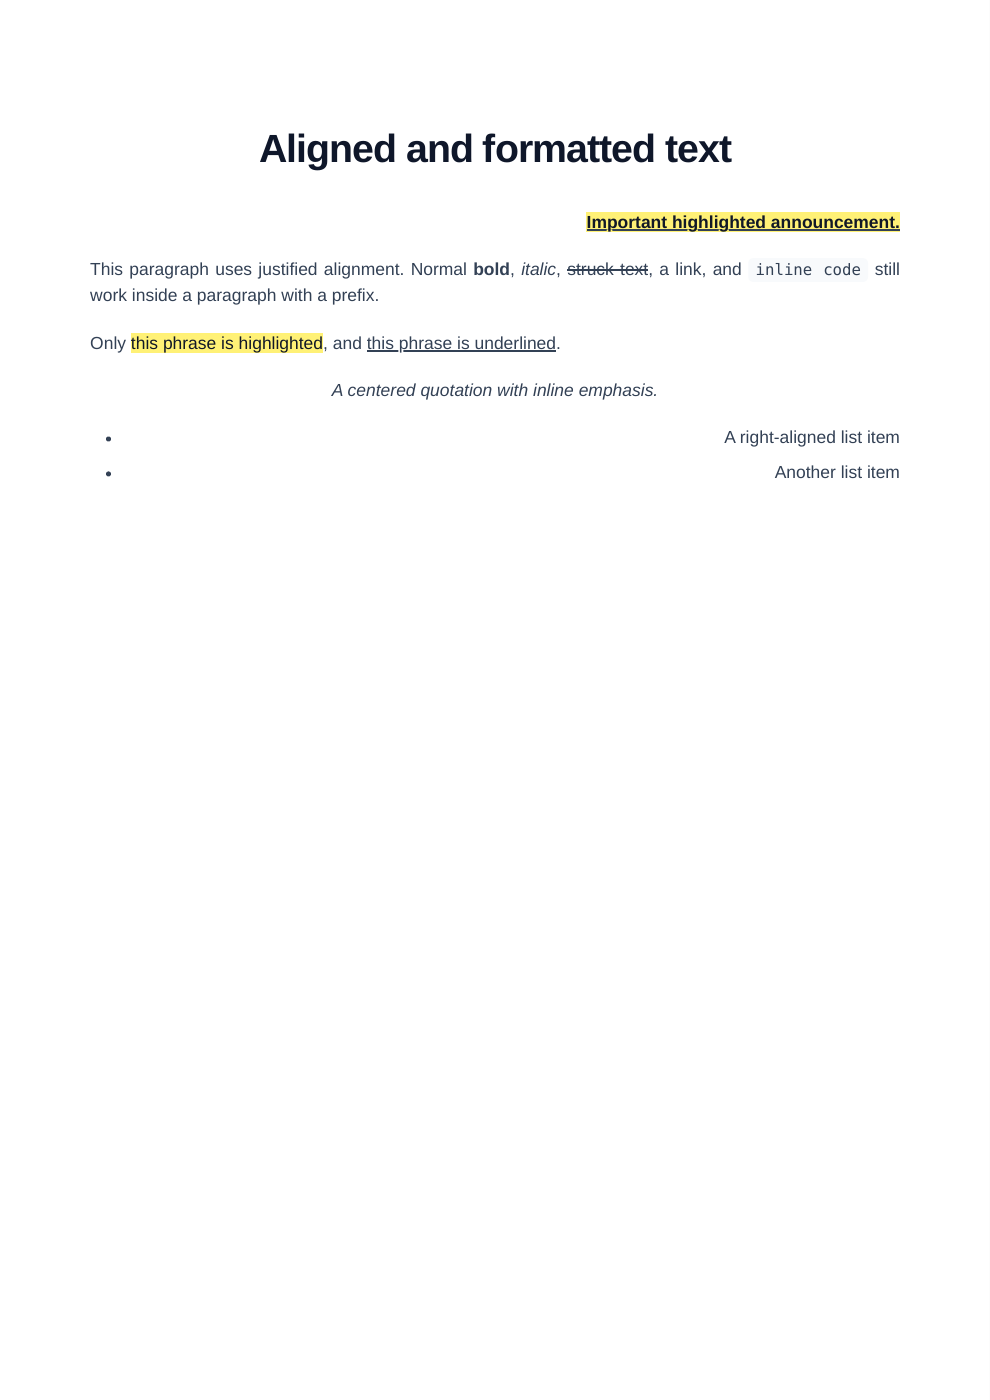 Aligned and formatted text
Important highlighted announcement.
This paragraph uses justified alignment. Normal bold, italic, struck text, a link, and inline code still
work inside a paragraph with a prefix.
Only this phrase is highlighted, and this phrase is underlined.
A centered quotation with inline emphasis.
• A right-aligned list item
• Another list item